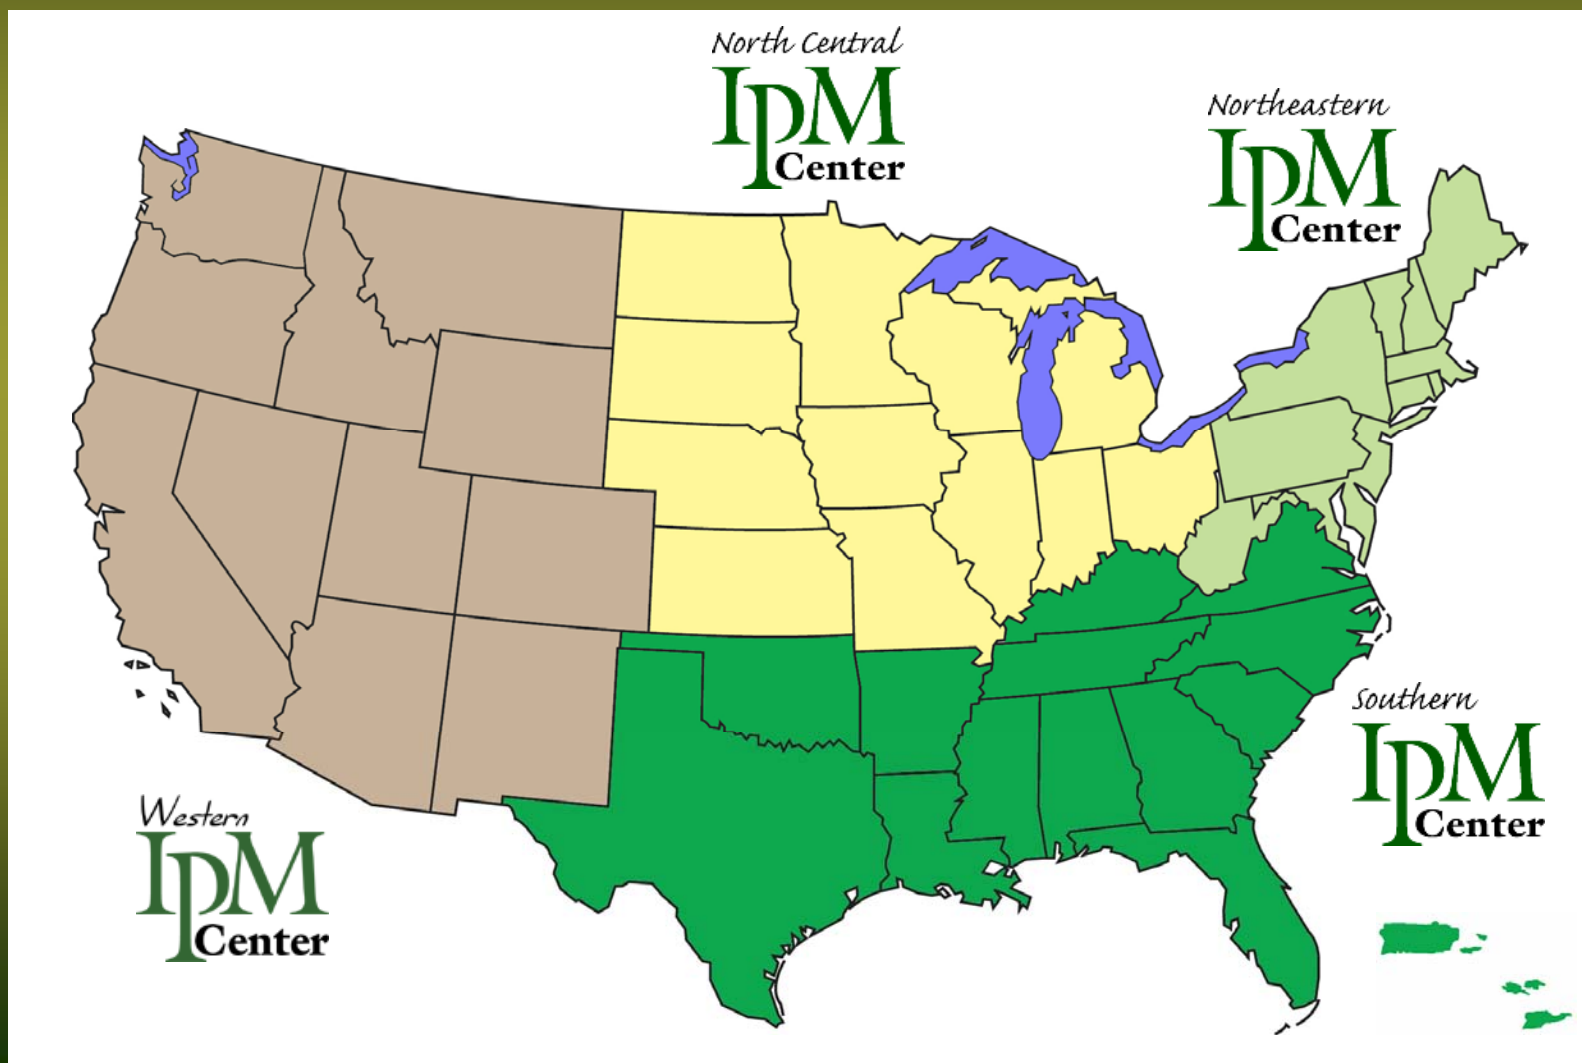 North Central
IPM
Center
Northeastern
IPM
Center
Southern
IPM
Center
Western
IPM
Center